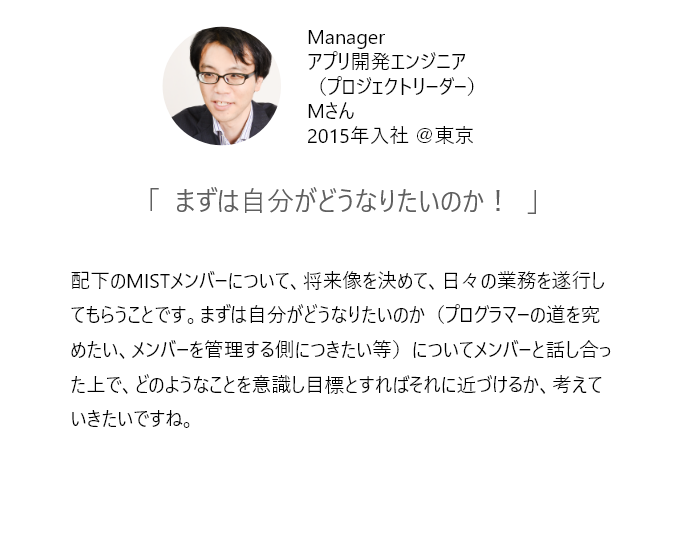 Manager
アプリ開発エンジニア
（プロジェクトリーダー）
Mさん
2015年入社 ＠東京
「 まずは自分がどうなりたいのか！ 」
配下のMISTメンバーについて、将来像を決めて、日々の業務を遂行し
てもらうことです。まずは自分がどうなりたいのか（プログラマーの道を究
めたい、メンバーを管理する側につきたい等）についてメンバーと話し合っ
た上で、どのようなことを意識し目標とすればそれに近づけるか、考えて
いきたいですね。